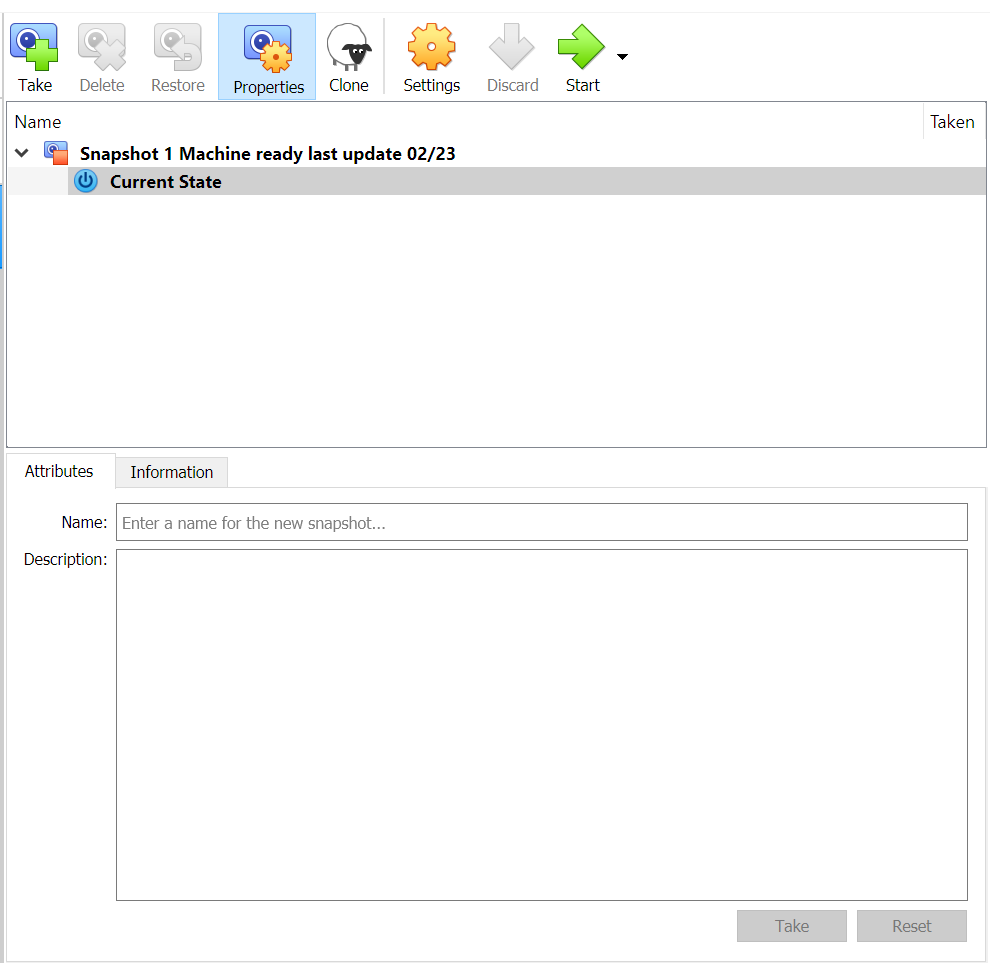 Take Delete Restore Properties Clone Settings Discard Start
Name Taken
Snapshot 1 Machine ready last update 02/23
Current State
Attributes Information
Name: Enter a name for the new snapshot...
Description:
Take Reset